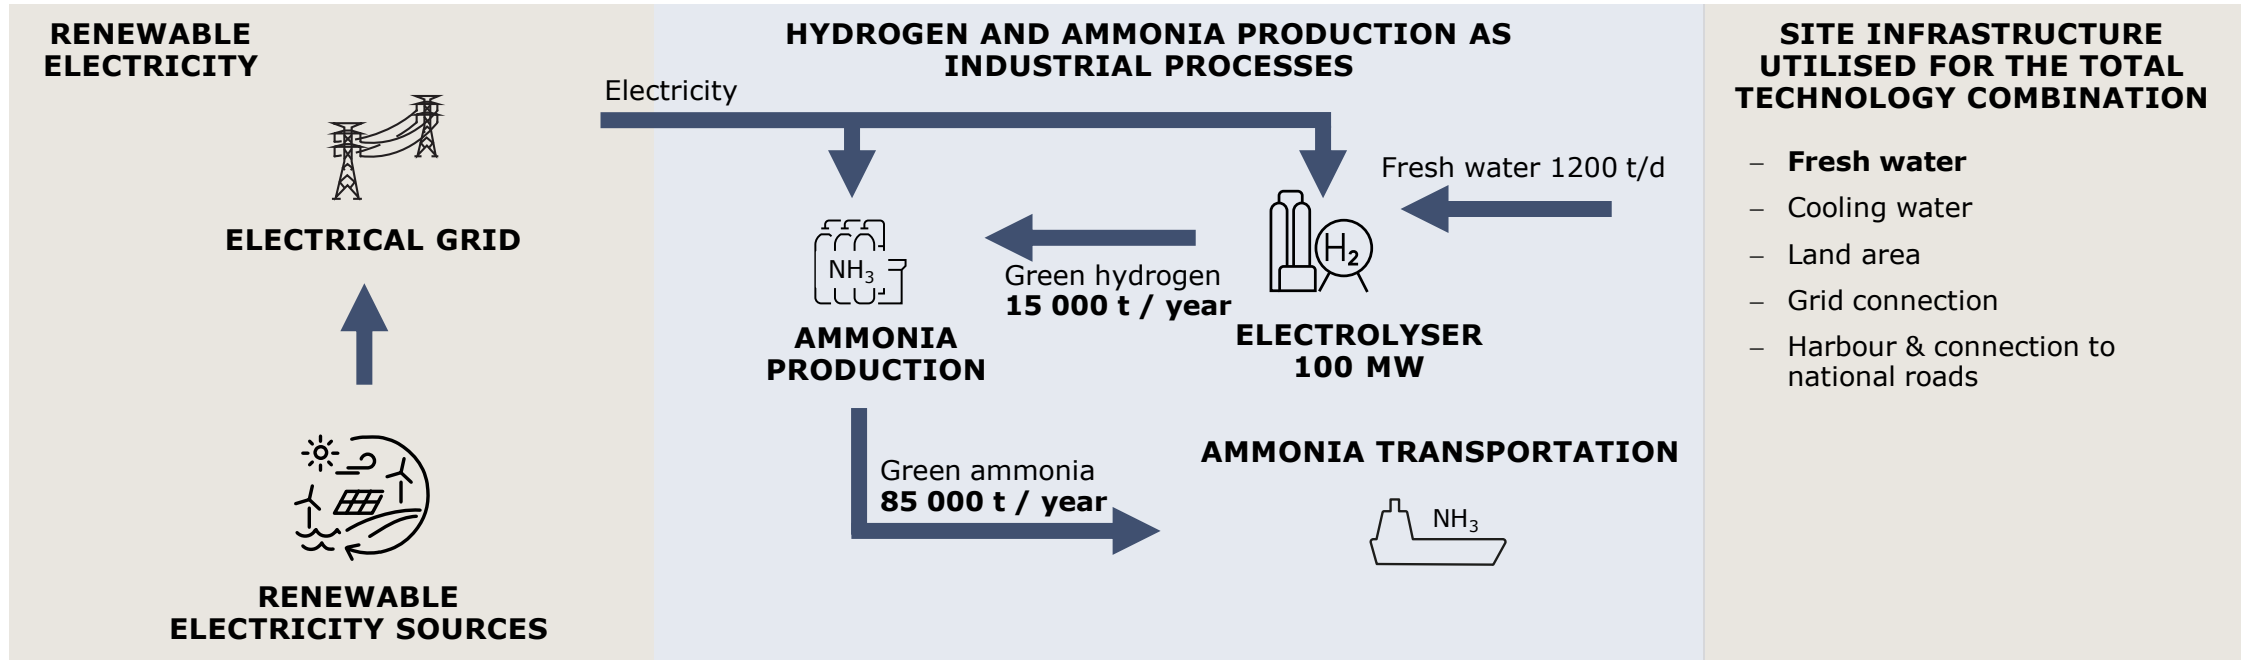 RENEWABLE
ELECTRICITY
ELECTRICAL GRID
RENEWABLE
ELECTRICITY SOURCES
HYDROGEN AND AMMONIA PRODUCTION AS
INDUSTRIAL PROCESSES
Electricity
Fresh water 1200 t/d
H2
NH3
Green hydrogen
15 000 t / year
AMMONIA
PRODUCTION
ELECTROLYSER
100 MW
Green ammonia
85 000 t / year
AMMONIA TRANSPORTATION
NH3
SITE INFRASTRUCTURE
UTILISED FOR THE TOTAL
TECHNOLOGY COMBINATION
– Fresh water
– Cooling water
– Land area
– Grid connection
– Harbour & connection to
national roads